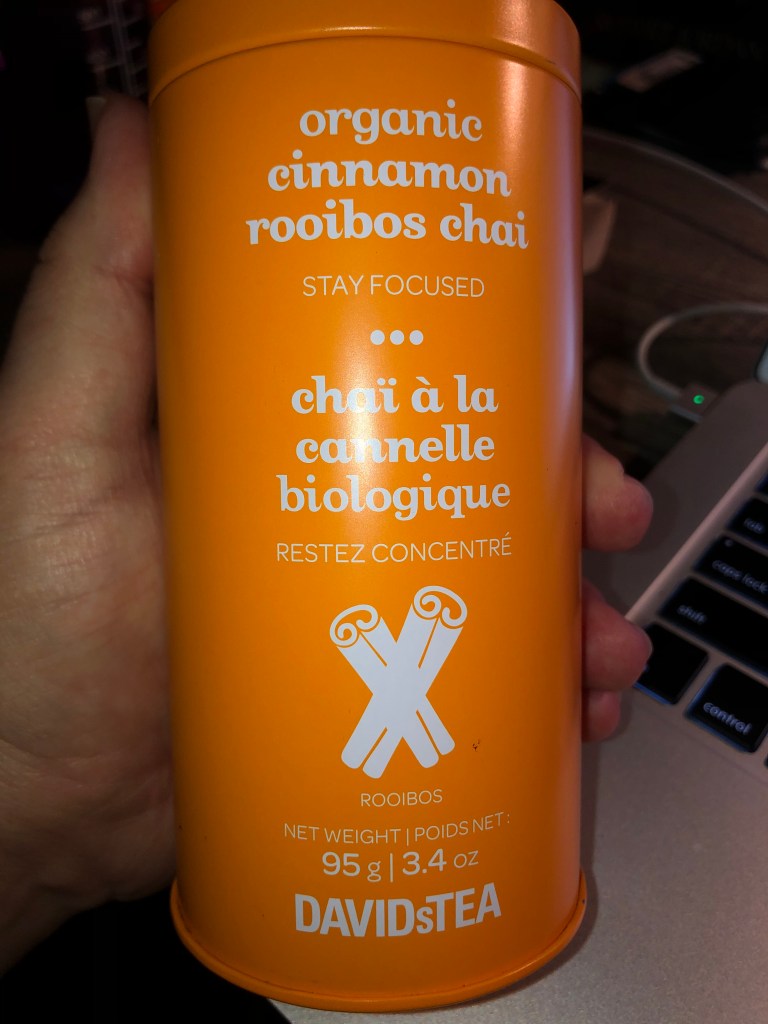 organic
cinnamon
rooibos chai
STAY FOCUSED
•••
chaï à la
cannelle
biologique
RESTEZ CONCENTRÉ
ROOIBOS
NET WEIGHT | POIDS NET:
95 g | 3.4 oz
DAVIDsTEA
tab
caps lock
shift
control